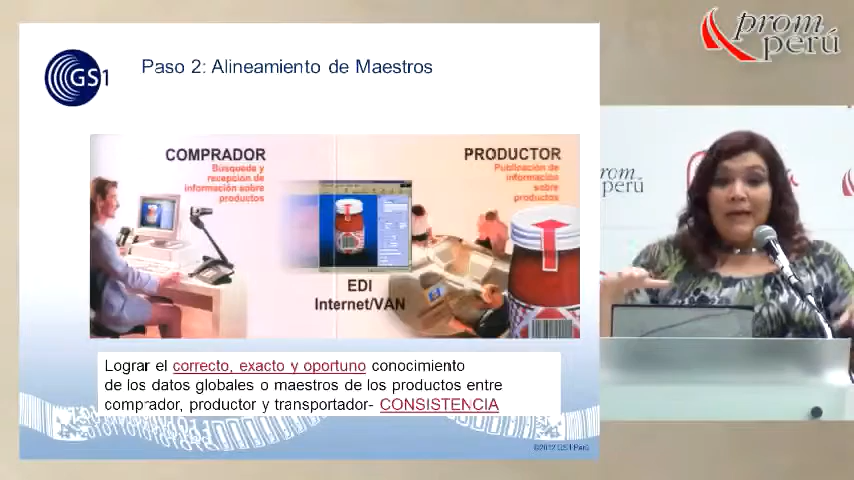 prom
perú
GS1
Paso 2: Alineamiento de Maestros
COMPRADOR
Búsqueda y
recepción de
información sobre
productos
PRODUCTOR
Publicación de
información
sobre
productos
EDI
Internet/VAN
Lograr el correcto, exacto y oportuno conocimiento
de los datos globales o maestros de los productos entre
comprador, productor y transportador- CONSISTENCIA
©2012 GS1 Perú
prom
perú